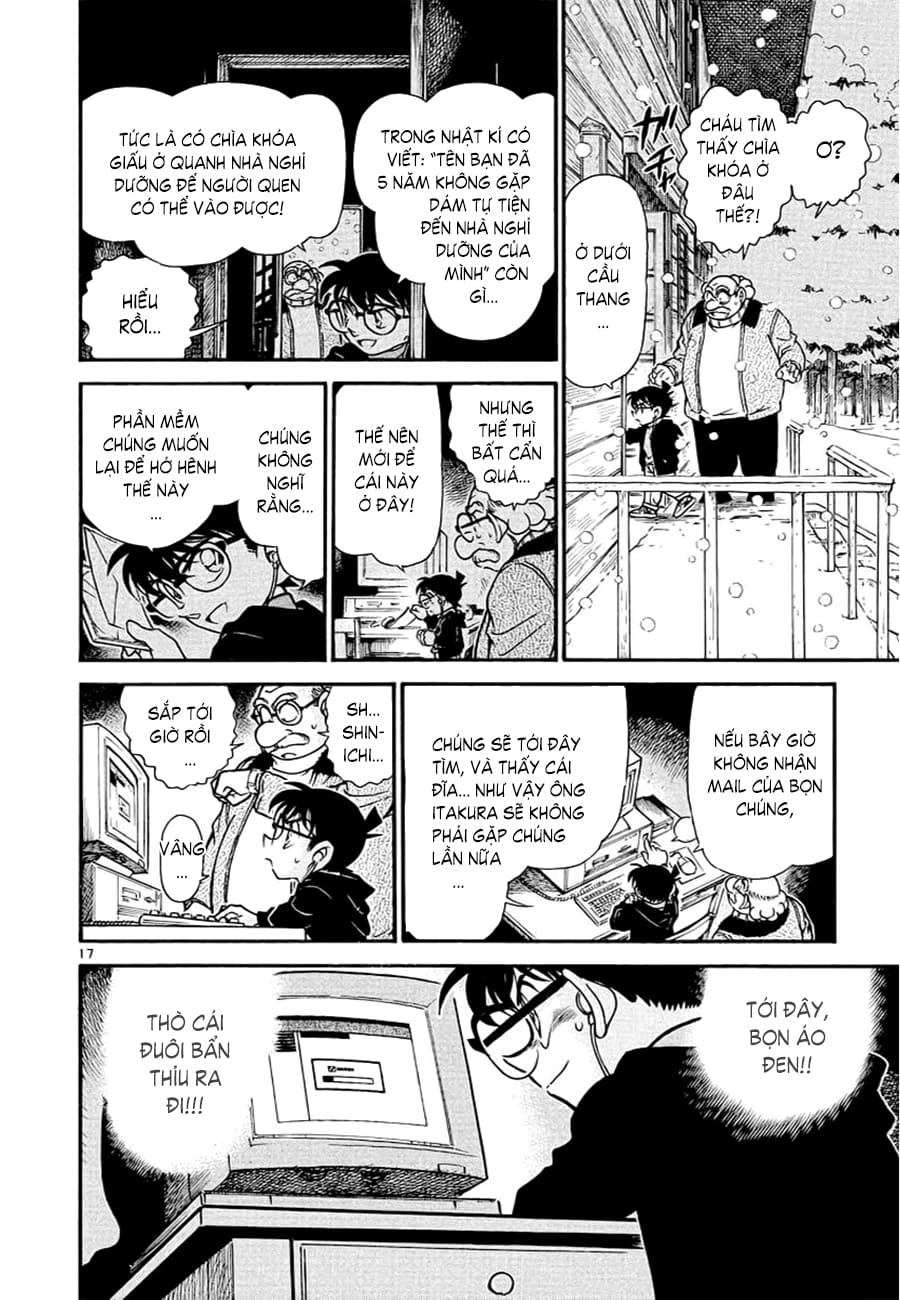 Ơ?
CHÁU TÌM
THẤY CHÌA
KHÓA Ở
ĐÂU
THẾ?!
ガチャ
Ở DƯỚI
CẦU
THANG
...
TRONG NHẬT KÍ CÓ
VIẾT: “TÊN BẠN ĐÃ
5 NĂM KHÔNG GẶP
DÁM TỰ TIỆN
ĐẾN NHÀ NGHỈ
DƯỠNG CỦA
MÌNH” CÒN
GÌ...
TỨC LÀ CÓ CHÌA KHÓA
GIẤU Ở QUANH NHÀ NGHỈ
DƯỠNG ĐỂ NGƯỜI QUEN
CÓ THỂ VÀO ĐƯỢC!
HIỂU
RỒI...
NHƯNG
THẾ THÌ
BẤT CẨN
QUÁ...
THẾ NÊN
MỚI ĐỂ
CÁI NÀY
Ở ĐÂY!
CHÚNG
KHÔNG
NGHĨ
RẰNG...
PHẦN MỀM
CHÚNG MUỐN
LẠI ĐỂ HỚ HÊNH
THẾ NÀY
...
NẾU BÂY GIỜ
KHÔNG NHẬN
MAIL CỦA BỌN
CHÚNG,
CHÚNG SẼ TỚI ĐÂY
TÌM, VÀ THẤY CÁI
ĐĨA... NHƯ VẬY ÔNG
ITAKURA SẼ KHÔNG
PHẢI GẶP CHÚNG
LẦN NỮA
...
SH...
SHIN-
ICHI...
SẮP TỚI
GIỜ RỒI
...
VÂNG
17
TỚI ĐÂY,
BỌN ÁO
ĐEN!!
THÒ CÁI
ĐUÔI BẨN
THỈU RA
ĐI!!!